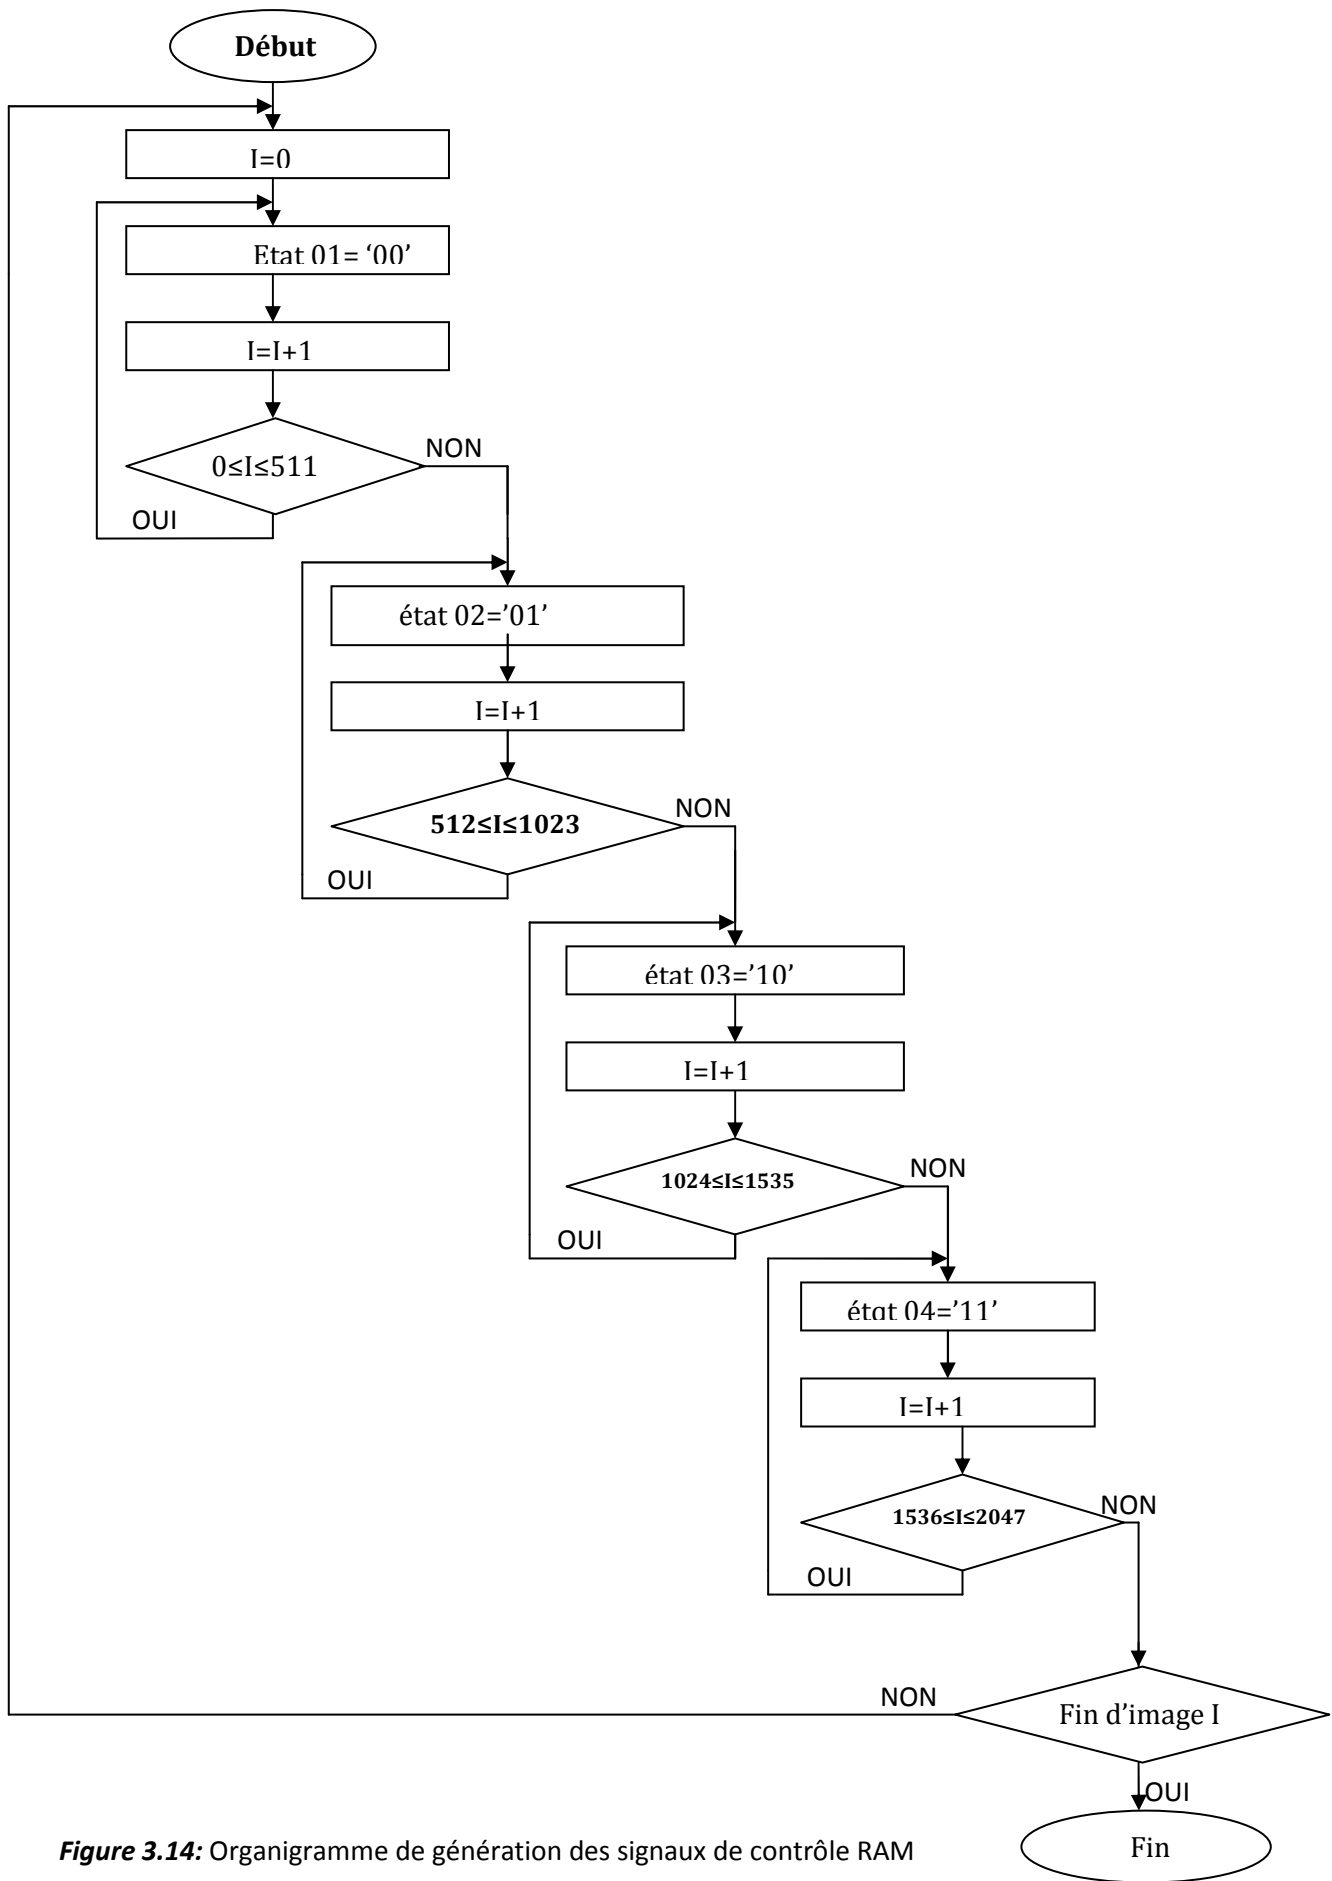 Début
I=0
Etat 01= ‘00’
I=I+1
0≤I≤511
NON
OUI
état 02=’01’
I=I+1
512≤I≤1023
NON
OUI
état 03=’10’
I=I+1
1024≤I≤1535
NON
OUI
état 04=’11’
I=I+1
1536≤I≤2047
NON
OUI
NON
Fin d’image I
OUI
Fin
Figure 3.14: Organigramme de génération des signaux de contrôle RAM